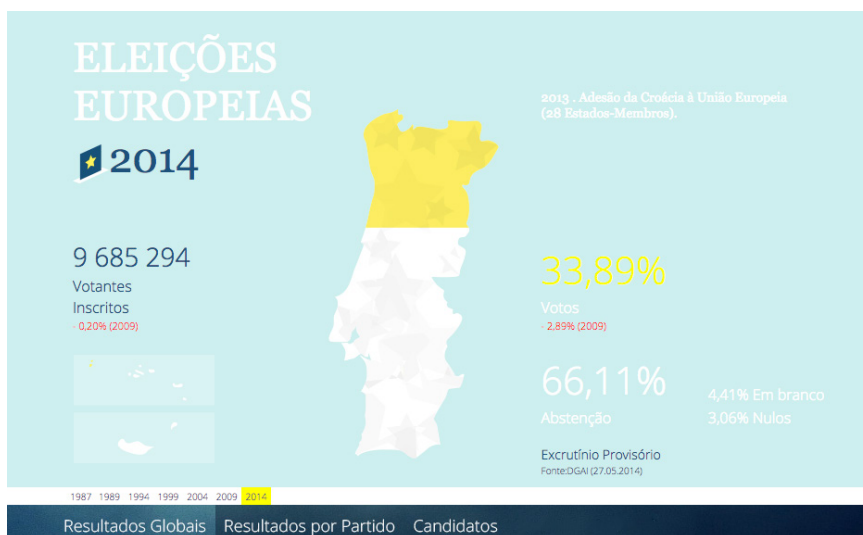 ELEIÇÕES
EUROPEIAS
2014
2013 . Adesão da Croécia à União Europeia
(28 Estados-Membros).
9 685 294
Votantes
Inscritos
- 0,20% (2009)
33,89%
Votos
- 2,89% (2009)
66,11%
Abstenção
4,41% Em branco
3,06% Nulos
Excrutínio Provisório
Fonte:DGAI (27.05.2014)
1987 1989 1994 1999 2004 2009 2014
Resultados Globais Resultados por Partido Candidatos